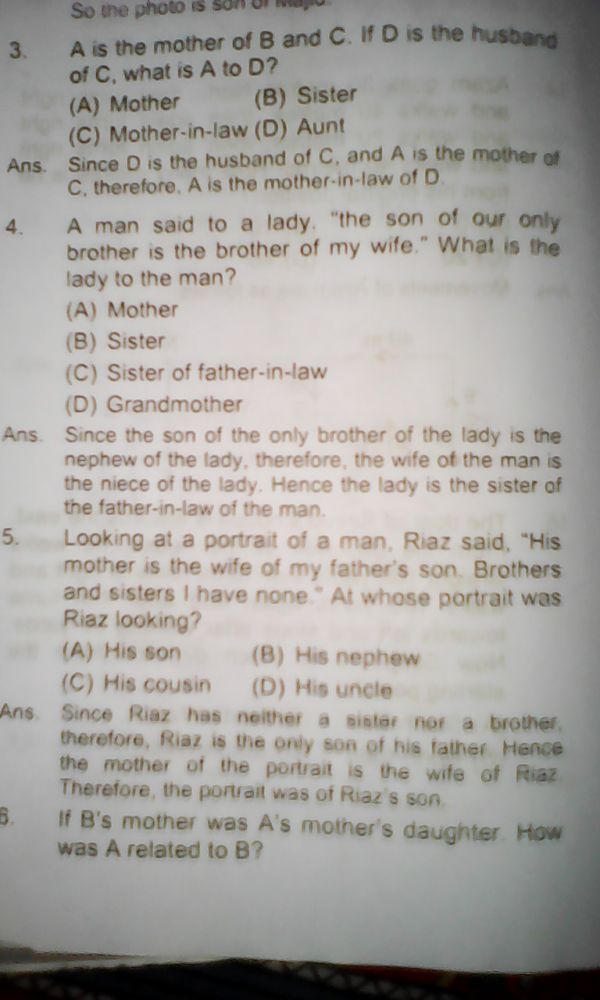 So the photo is son of Majid.
3. A is the mother of B and C. If D is the husband
of C, what is A to D?
(A) Mother (B) Sister
(C) Mother-in-law (D) Aunt
Ans. Since D is the husband of C, and A is the mother of
C, therefore, A is the mother-in-law of D.
4. A man said to a lady, "the son of our only
brother is the brother of my wife." What is the
lady to the man?
(A) Mother
(B) Sister
(C) Sister of father-in-law
(D) Grandmother
Ans. Since the son of the only brother of the lady is the
nephew of the lady, therefore, the wife of the man is
the niece of the lady. Hence the lady is the sister of
the father-in-law of the man.
5. Looking at a portrait of a man, Riaz said, "His
mother is the wife of my father's son. Brothers
and sisters I have none." At whose portrait was
Riaz looking?
(A) His son (B) His nephew
(C) His cousin (D) His uncle
Ans. Since Riaz has neither a sister nor a brother,
therefore, Riaz is the only son of his father. Hence
the mother of the portrait is the wife of Riaz.
Therefore, the portrait was of Riaz's son.
6. If B's mother was A's mother's daughter. How
was A related to B?